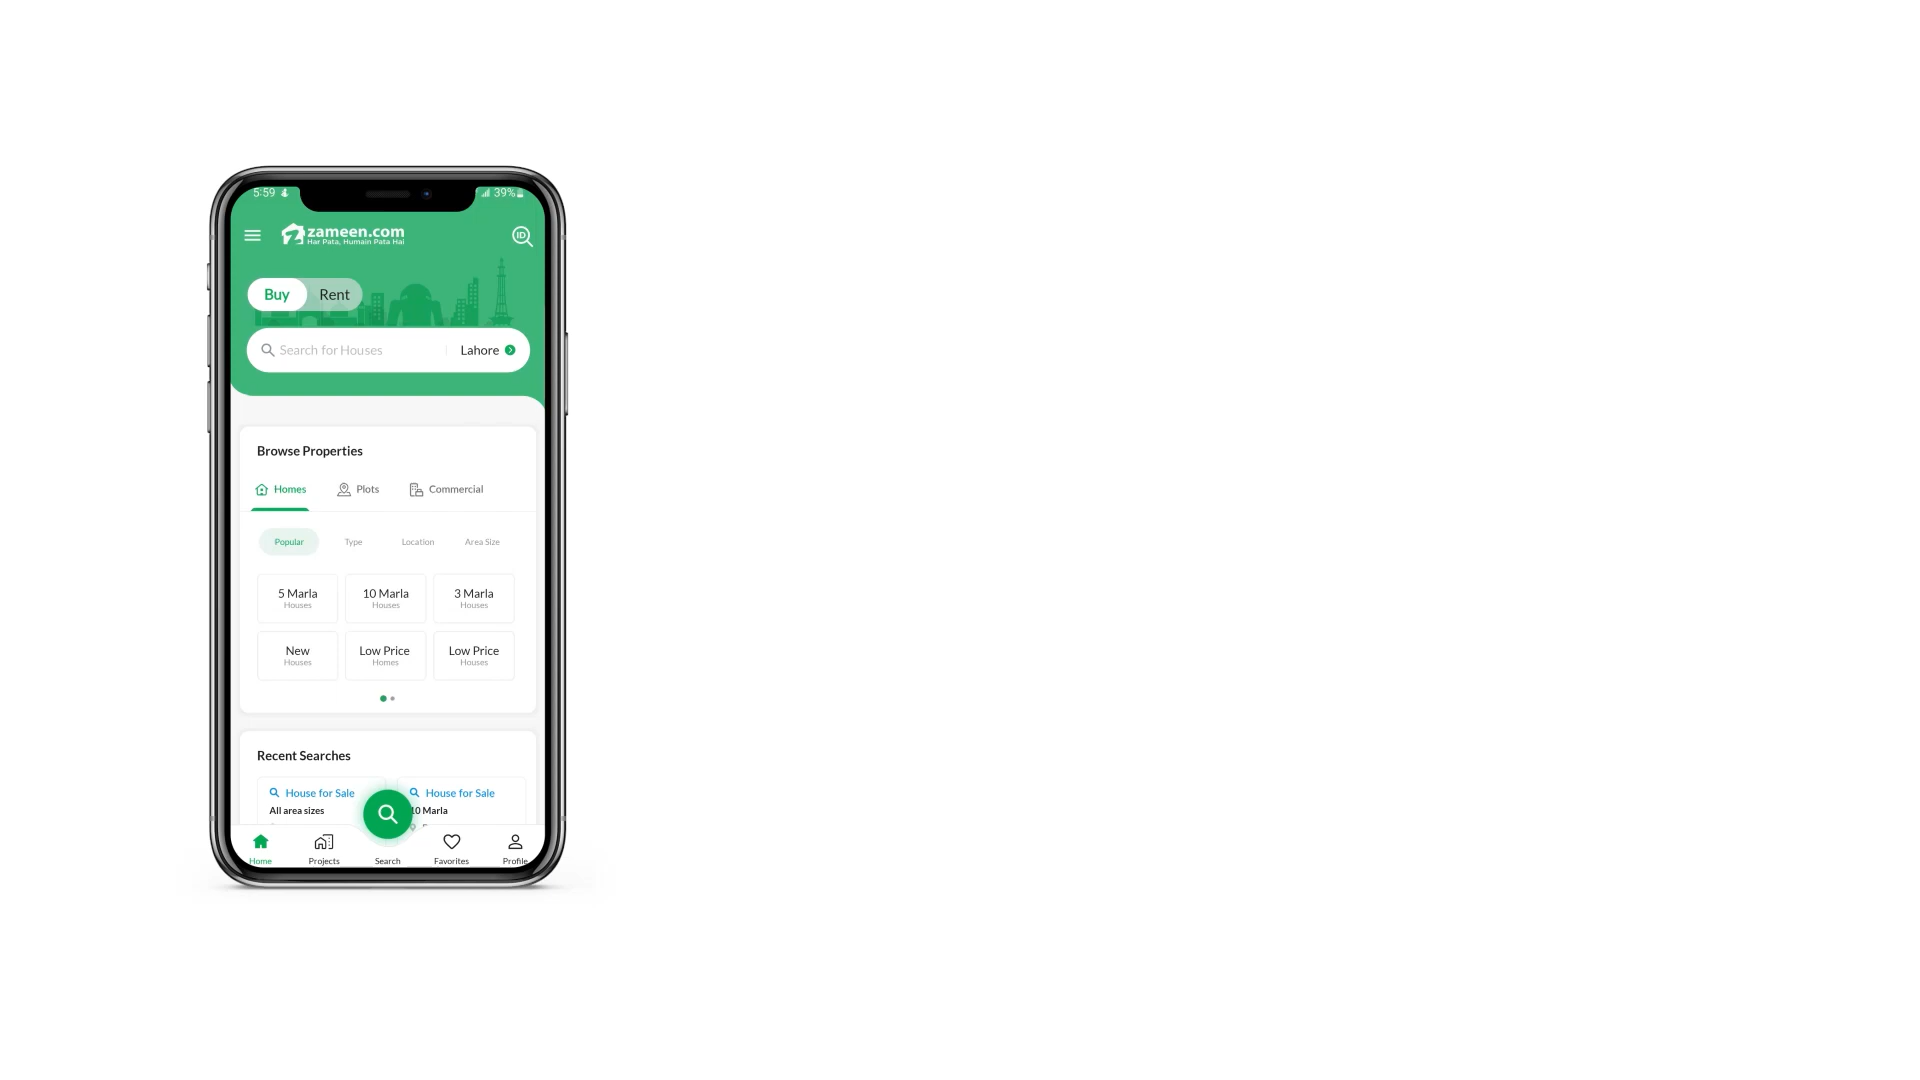 5:59
39%
zameen.com
Har Pata, Humain Pata Hai
ID
Buy
Rent
Search for Houses
Lahore
Browse Properties
Homes
Plots
Commercial
Popular
Type
Location
Area Size
5 Marla
Houses
10 Marla
Houses
3 Marla
Houses
New
Houses
Low Price
Homes
Low Price
Houses
Recent Searches
House for Sale
All area sizes
House for Sale
10 Marla
Home
Projects
Search
Favorites
Profile